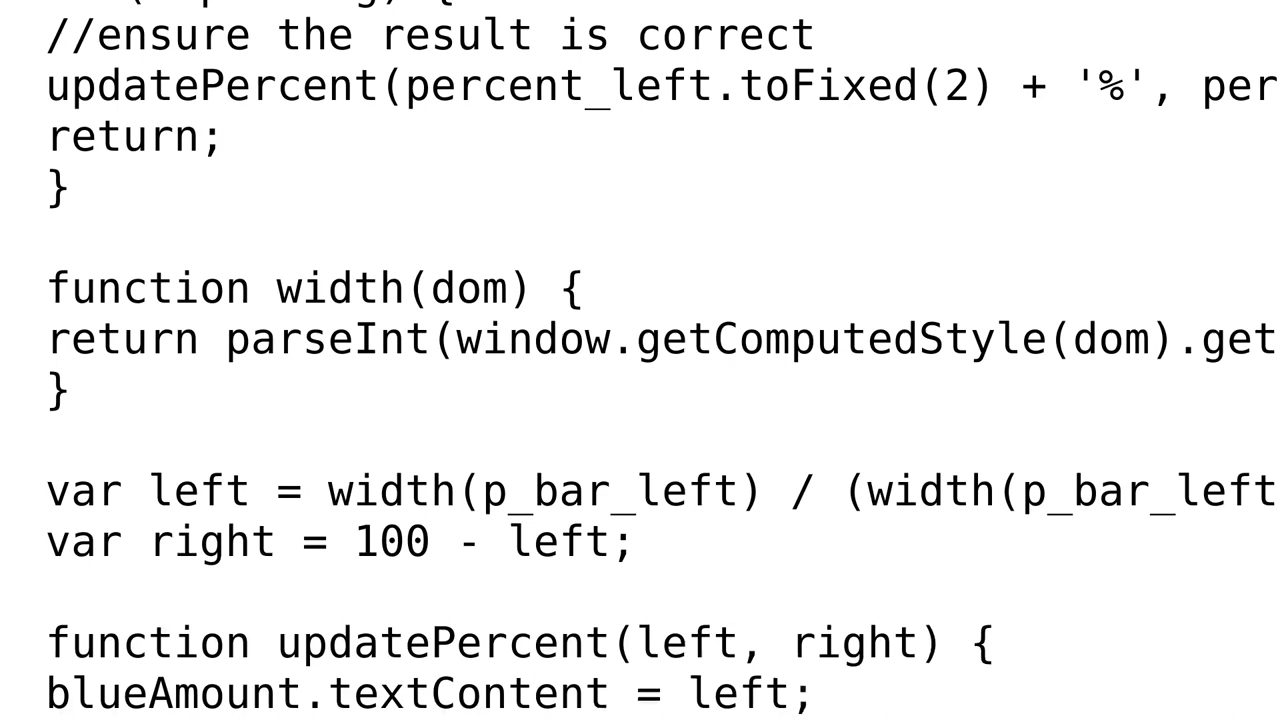 //ensure the result is correct
updatePercent(percent_left.toFixed(2) + '%', per
return;
}
function width(dom) {
return parseInt(window.getComputedStyle(dom).get
}
var left = width(p_bar_left) / (width(p_bar_left
var right = 100 - left;
function updatePercent(left, right) {
blueAmount.textContent = left;